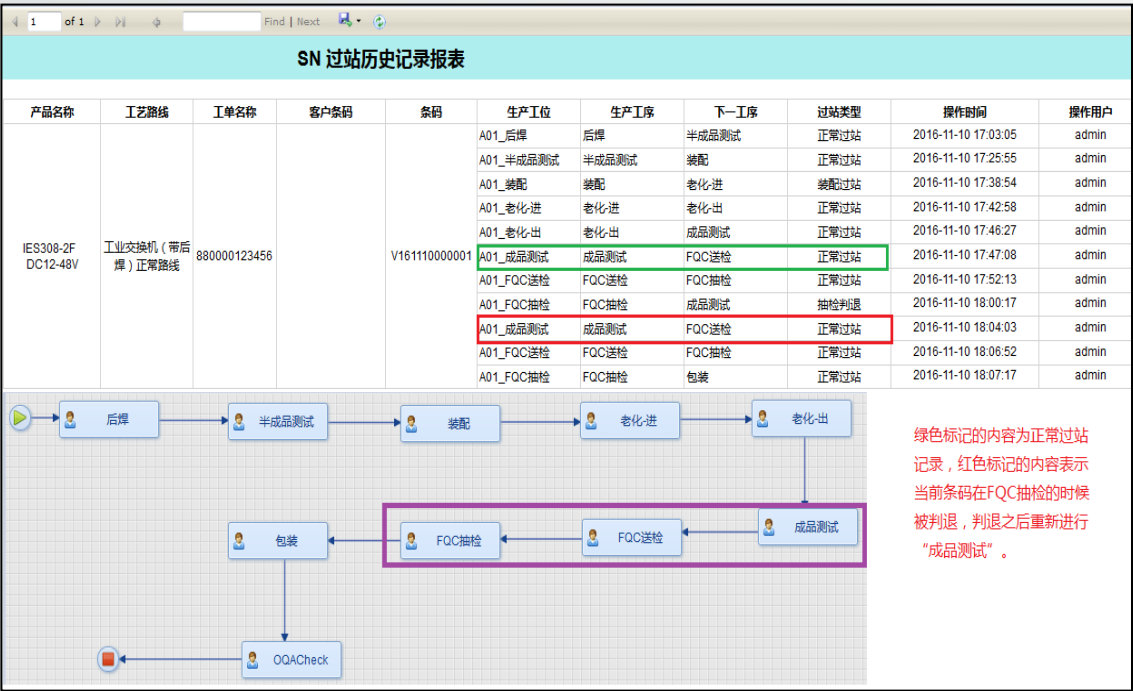 1 of 1 Find | Next
SN 过站历史记录报表
产品名称 工艺路线 工单名称 客户条码 条码 生产工位 生产工序 下一工序 过站类型 操作时间 操作用户
IES308-2F
DC12-48V
工业交换机（带后
焊）正常路线
880000123456
V161110000001
A01_后焊 后焊 半成品测试 正常过站 2016-11-10 17:03:05 admin
A01_半成品测试 半成品测试 装配 正常过站 2016-11-10 17:25:55 admin
A01_装配 装配 老化-进 装配过站 2016-11-10 17:38:54 admin
A01_老化-进 老化-进 老化-出 正常过站 2016-11-10 17:42:58 admin
A01_老化-出 老化-出 成品测试 正常过站 2016-11-10 17:46:27 admin
A01_成品测试 成品测试 FQC送检 正常过站 2016-11-10 17:47:08 admin
A01_FQC送检 FQC送检 FQC抽检 正常过站 2016-11-10 17:52:13 admin
A01_FQC抽检 FQC抽检 成品测试 抽检判退 2016-11-10 18:00:17 admin
A01_成品测试 成品测试 FQC送检 正常过站 2016-11-10 18:04:03 admin
A01_FQC送检 FQC送检 FQC抽检 正常过站 2016-11-10 18:06:52 admin
A01_FQC抽检 FQC抽检 包装 正常过站 2016-11-10 18:07:17 admin
后焊 半成品测试 装配 老化-进 老化-出
包装 FQC抽检 FQC送检 成品测试
OQACheck
绿色标记的内容为正常过站
记录，红色标记的内容表示
当前条码在FQC抽检的时候
被判退，判退之后重新进行
“成品测试”。